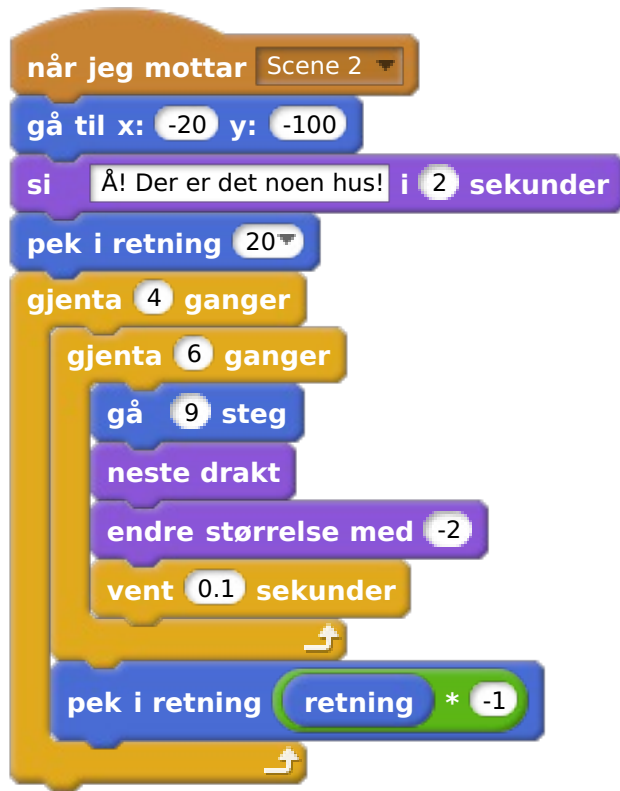 når jeg mottar Scene 2
gå til x: -20 y: -100
si Å! Der er det noen hus! i 2 sekunder
pek i retning 20
gjenta 4 ganger
gjenta 6 ganger
gå 9 steg
neste drakt
endre størrelse med -2
vent 0.1 sekunder
pek i retning retning * -1